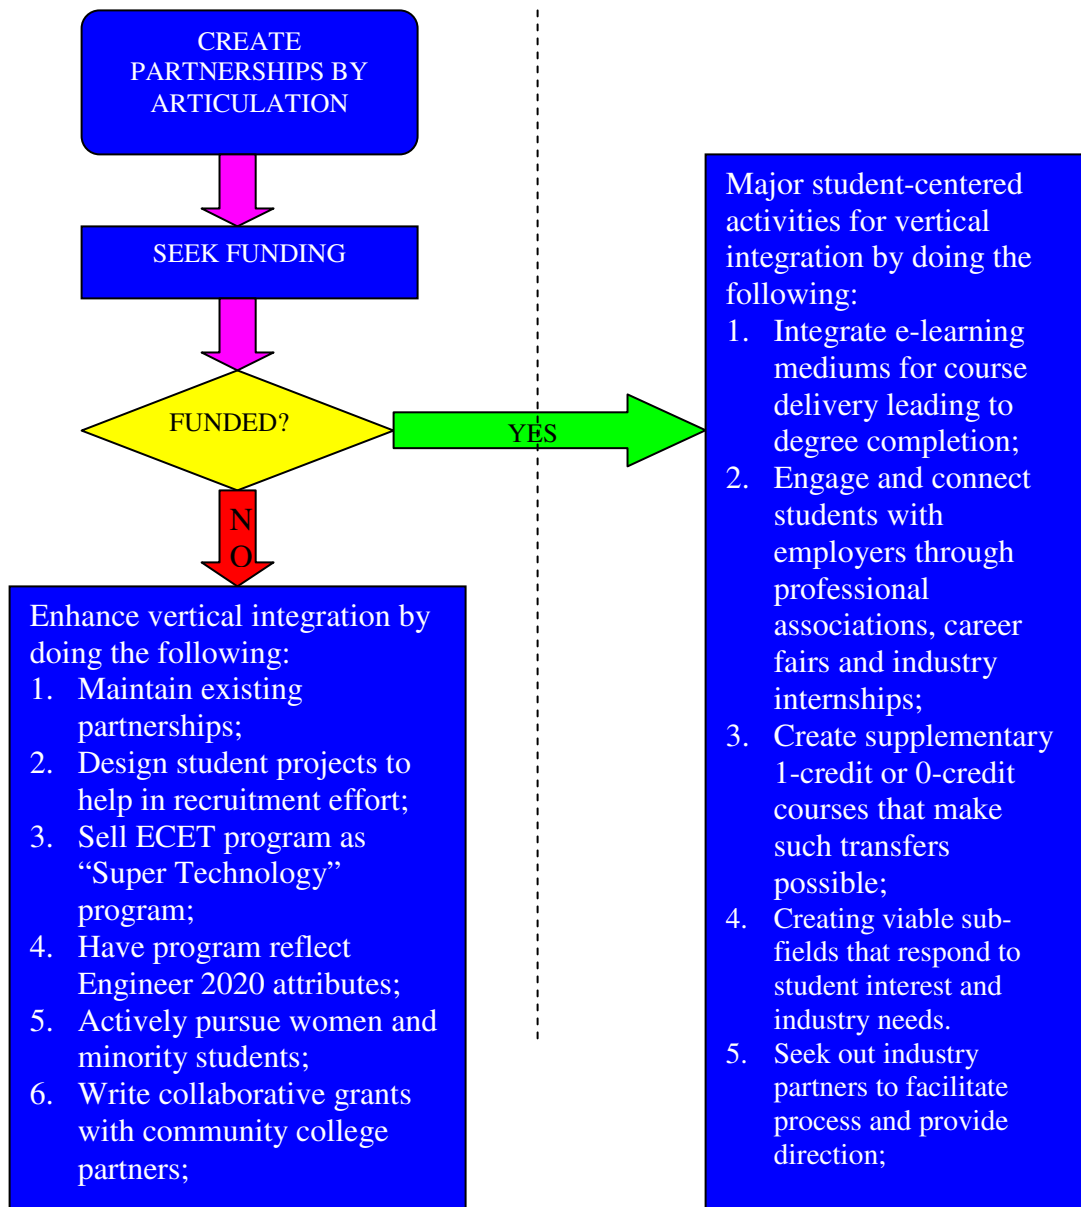 CREATE
PARTNERSHIPS BY
ARTICULATION
SEEK FUNDING
FUNDED?
YES
N
O
Enhance vertical integration by
doing the following:
1. Maintain existing
partnerships;
2. Design student projects to
help in recruitment effort;
3. Sell ECET program as
“Super Technology”
program;
4. Have program reflect
Engineer 2020 attributes;
5. Actively pursue women and
minority students;
6. Write collaborative grants
with community college
partners;
Major student-centered
activities for vertical
integration by doing the
following:
1. Integrate e-learning
mediums for course
delivery leading to
degree completion;
2. Engage and connect
students with
employers through
professional
associations, career
fairs and industry
internships;
3. Create supplementary
1-credit or 0-credit
courses that make
such transfers
possible;
4. Creating viable sub-
fields that respond to
student interest and
industry needs.
5. Seek out industry
partners to facilitate
process and provide
direction;